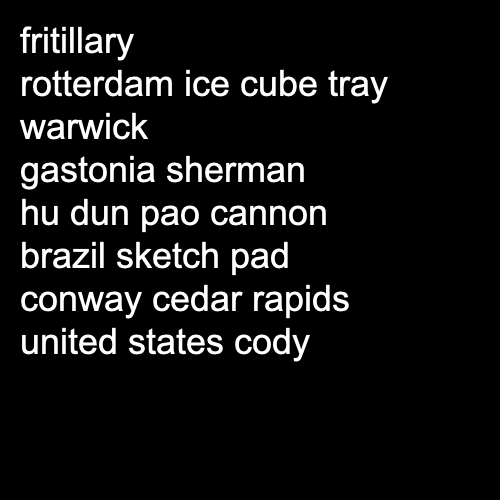 fritillary
rotterdam ice cube tray
warwick
gastonia sherman
hu dun pao cannon
brazil sketch pad
conway cedar rapids
united states cody